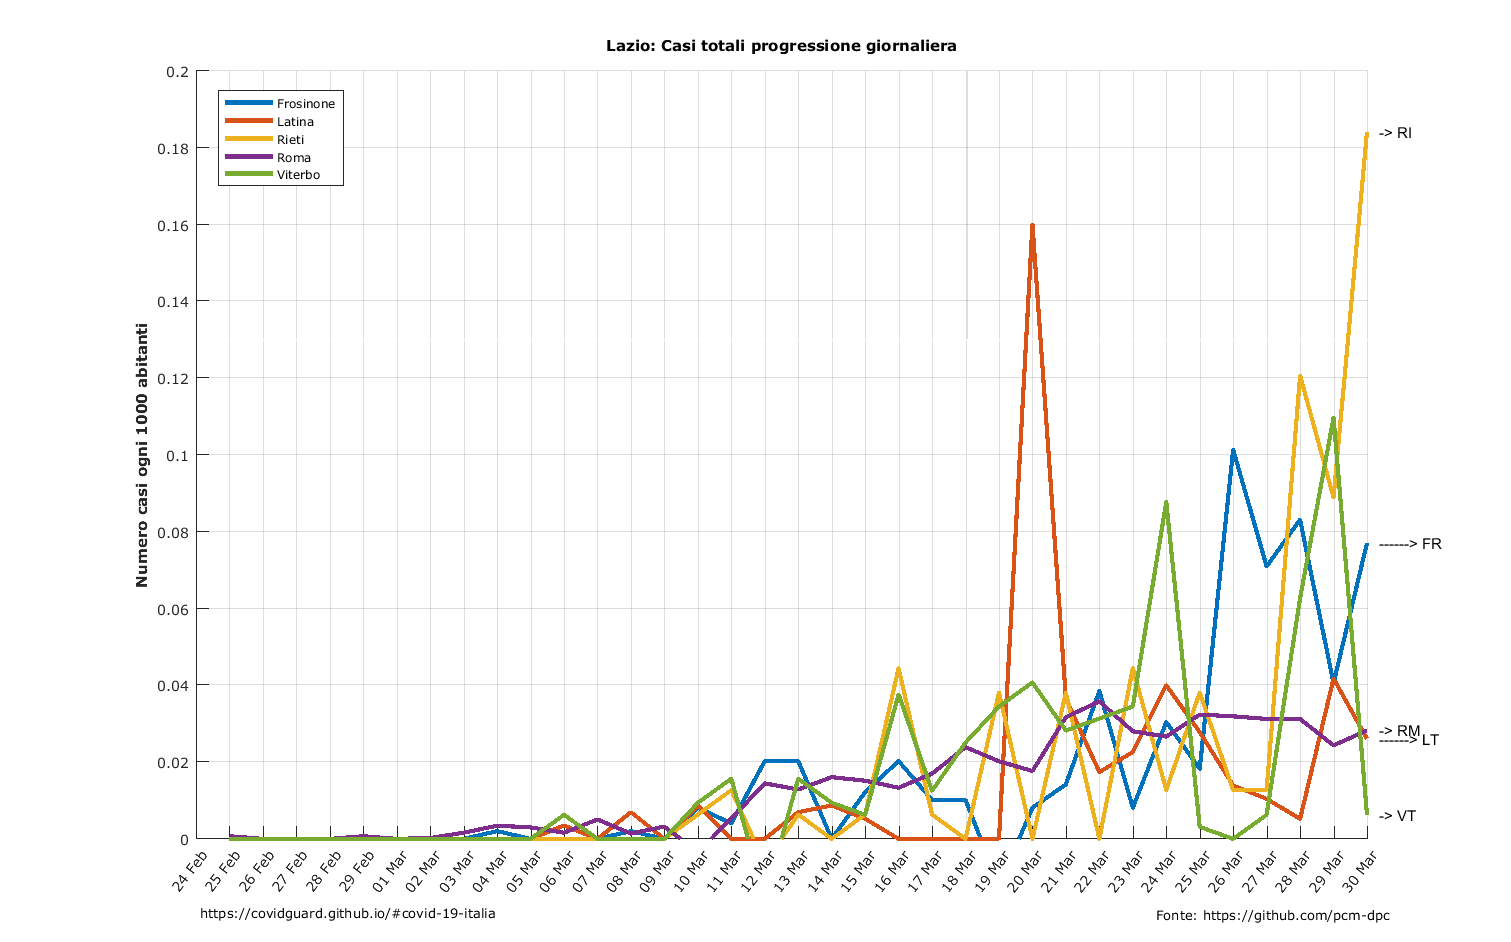 Lazio: Casi totali progressione giornaliera
Numero casi ogni 1000 abitanti
0.2
0.18
0.16
0.14
0.12
0.1
0.08
0.06
0.04
0.02
0
Frosinone
Latina
Rieti
Roma
Viterbo
-> RI
------> FR
-> RM
------> LT
-> VT
24 Feb
25 Feb
26 Feb
27 Feb
28 Feb
29 Feb
01 Mar
02 Mar
03 Mar
04 Mar
05 Mar
06 Mar
07 Mar
08 Mar
09 Mar
10 Mar
11 Mar
12 Mar
13 Mar
14 Mar
15 Mar
16 Mar
17 Mar
18 Mar
19 Mar
20 Mar
21 Mar
22 Mar
23 Mar
24 Mar
25 Mar
26 Mar
27 Mar
28 Mar
29 Mar
30 Mar
https://covidguard.github.io/#covid-19-italia
Fonte: https://github.com/pcm-dpc